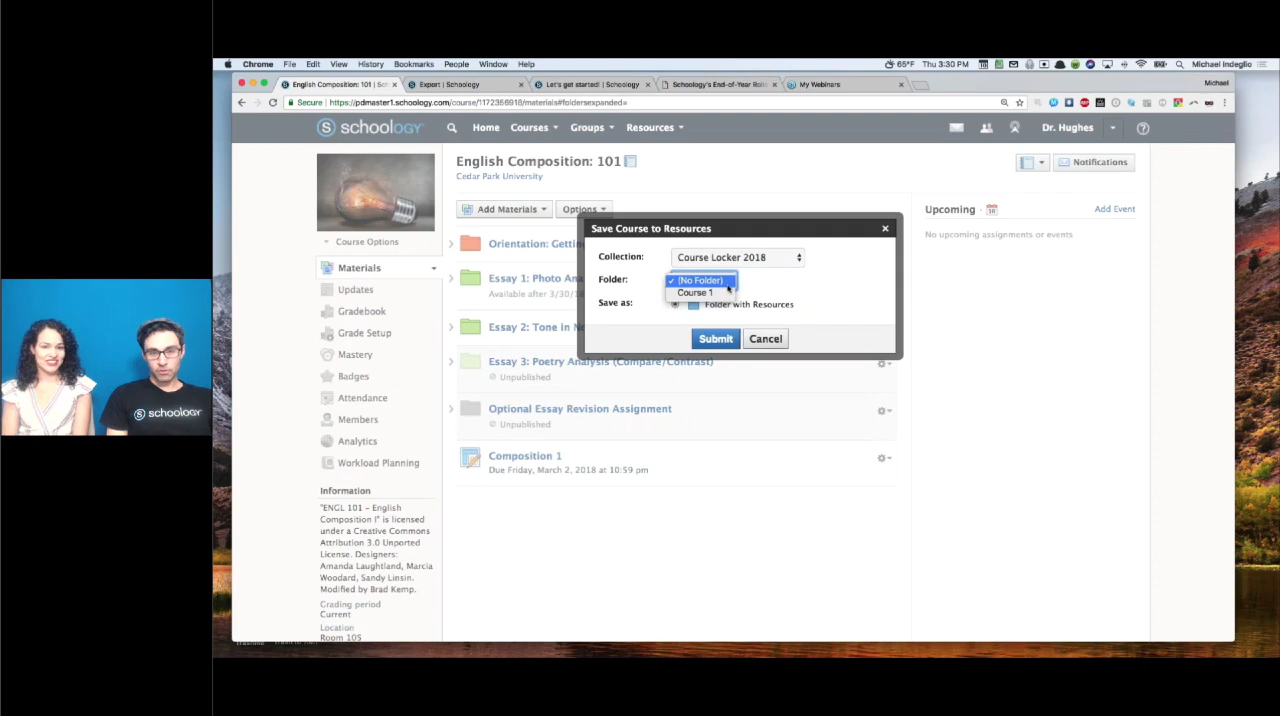 Chrome File Edit View History Bookmarks People Window Help 65°F Thu 3:30 PM Michael Indeglio
English Composition: 101 | Sch Export | Schoology Let's get started! | Schoology Schoology's End-of-Year Rollo My Webinars Michael
Secure https://pdmaster1.schoology.com/course/1172356918/materials#foldersexpanded=
S schoology Home Courses Groups Resources Dr. Hughes
English Composition: 101
Cedar Park University
Notifications
Add Materials Options
Upcoming 18 Add Event
No upcoming assignments or events
Course Options
Materials
Updates
Gradebook
Grade Setup
Mastery
Badges
Attendance
Members
Analytics
Workload Planning
Information
"ENGL 101 – English
Composition I" is licensed
under a Creative Commons
Attribution 3.0 Unported
License. Designers:
Amanda Laughtland, Marcia
Woodard, Sandy Linsin.
Modified by Brad Kemp.
Grading period
Current
Location
Room 105
Orientation: Getti
Essay 1: Photo Ana
Available after 3/30/18
Essay 2: Tone in
Essay 3: Poetry Analysis (Compare/Contrast)
Unpublished
Optional Essay Revision Assignment
Unpublished
Composition 1
Due Friday, March 2, 2018 at 10:59 pm
Save Course to Resources
Collection: Course Locker 2018
Folder: (No Folder)
Course 1
Save as: Folder with Resources
Submit Cancel
S schoology